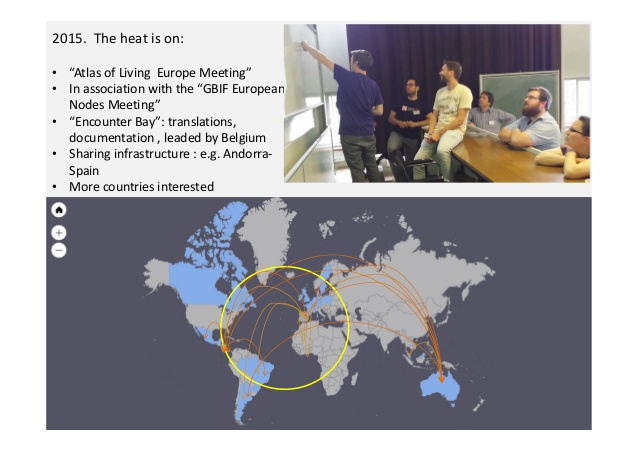 2015. The heat is on:
• “Atlas of Living Europe Meeting”
• In association with the “GBIF European
Nodes Meeting”
• “Encounter Bay”: translations,
documentation , leaded by Belgium
• Sharing infrastructure : e.g. Andorra-
Spain
• More countries interested